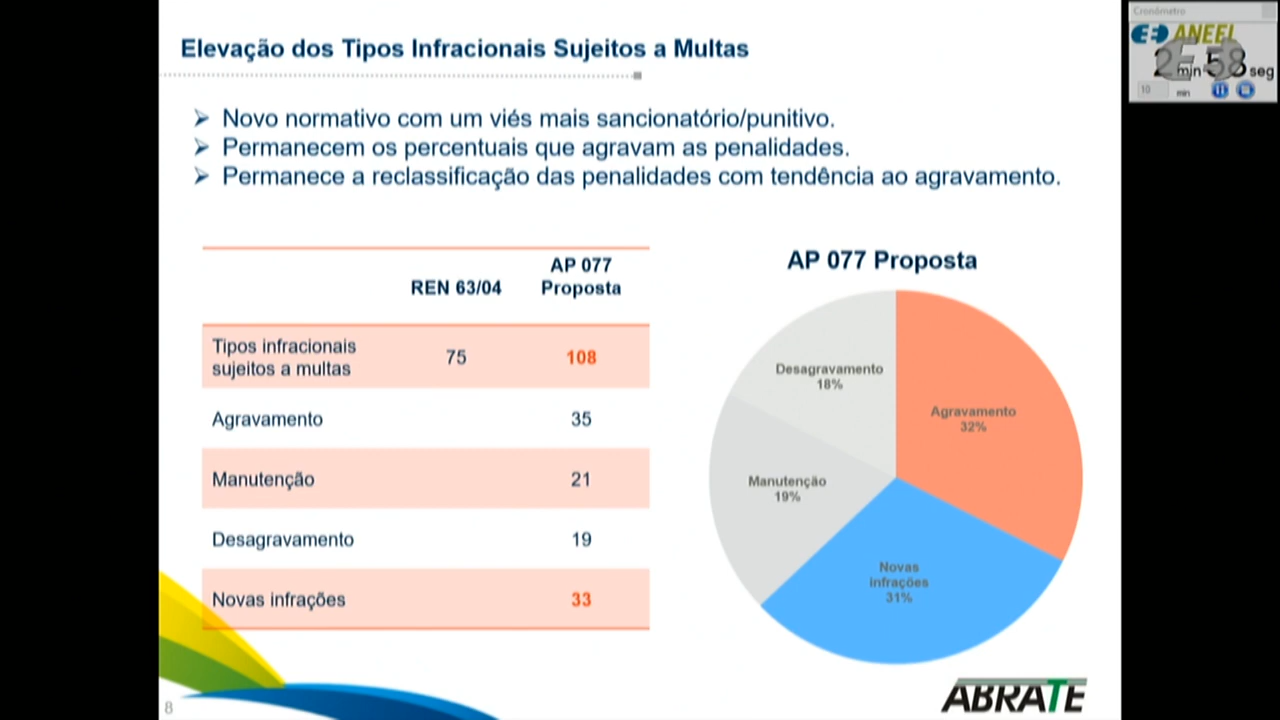 Elevação dos Tipos Infracionais Sujeitos a Multas
Novo normativo com um viés mais sancionatório/punitivo.
Permanecem os percentuais que agravam as penalidades.
Permanece a reclassificação das penalidades com tendência ao agravamento.
REN 63/04
AP 077
Proposta
Tipos infracionais
sujeitos a multas
75
108
Agravamento
35
Manutenção
21
Desagravamento
19
Novas infrações
33
AP 077 Proposta
Desagravamento
18%
Agravamento
32%
Manutenção
19%
Novas
infrações
31%
8
ABRATE
Cronômetro
ANEEL
2 min 58 seg
10
min